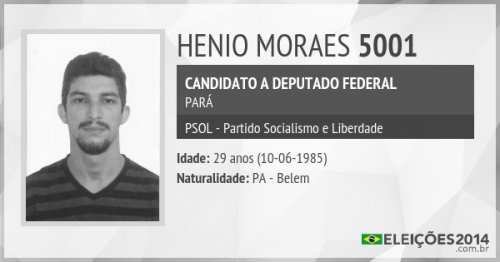 HENIO MORAES 5001
CANDIDATO A DEPUTADO FEDERAL
PARÁ
PSOL - Partido Socialismo e Liberdade
Idade: 29 anos (10-06-1985)
Naturalidade: PA - Belem
ELEIÇÕES2014
.com.br